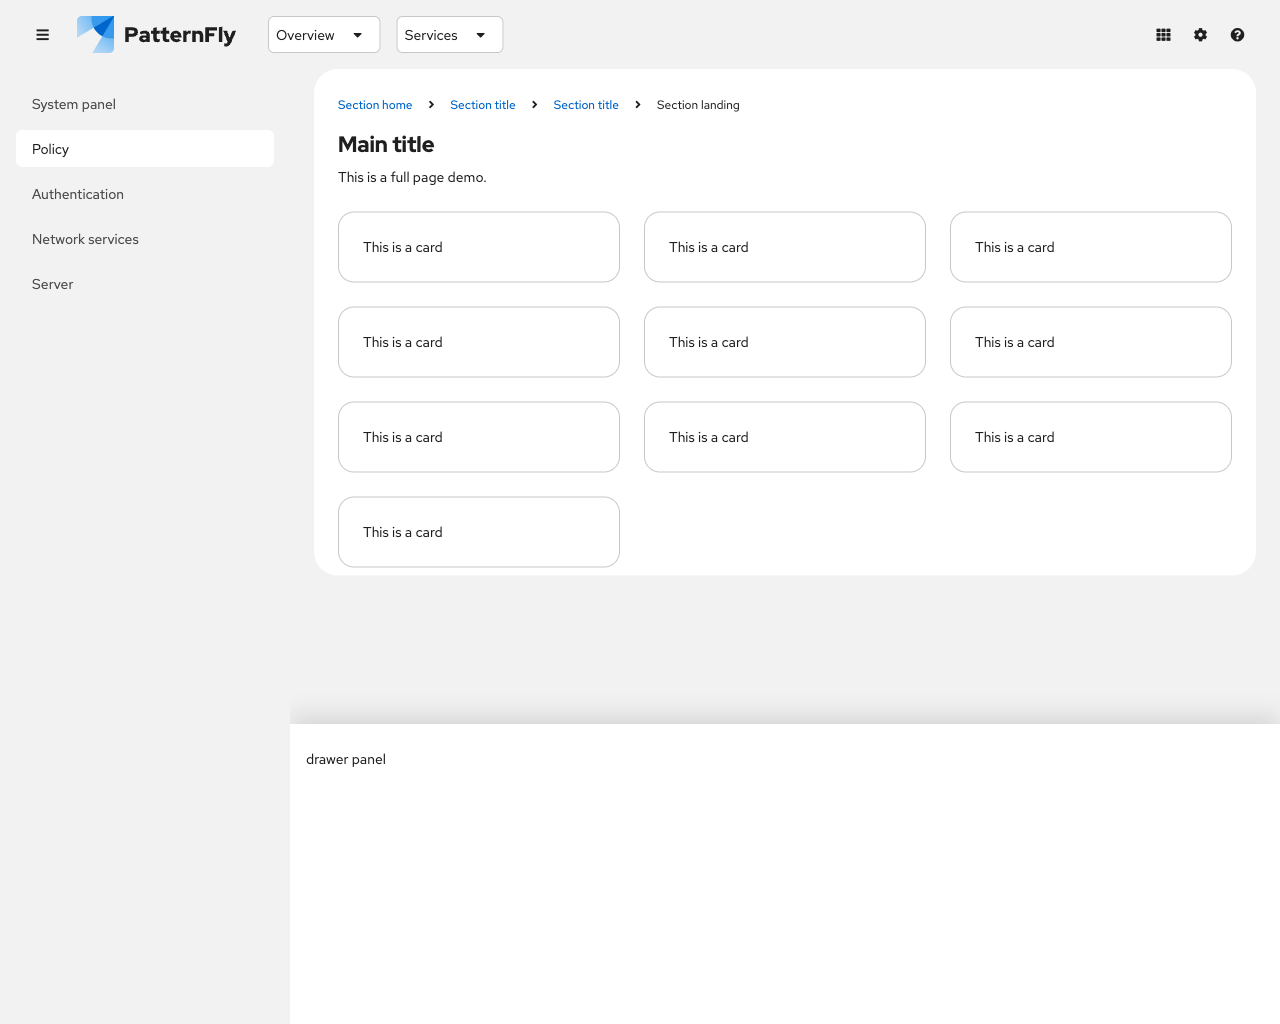 PatternFly Overview Services
System panel
Policy
Authentication
Network services
Server
Section home Section title Section title Section landing
Main title
This is a full page demo.
This is a card This is a card This is a card
This is a card This is a card This is a card
This is a card This is a card This is a card
This is a card
drawer panel